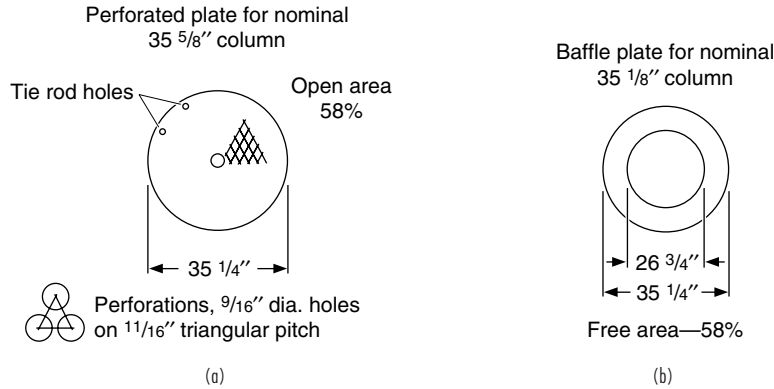 Perforated plate for nominal
35 5/8″ column
Tie rod holes
Open area
58%
35 1/4″
Perforations, 9/16″ dia. holes
on 11/16″ triangular pitch
(a)
Baffle plate for nominal
35 1/8″ column
26 3/4″
35 1/4″
Free area—58%
(b)